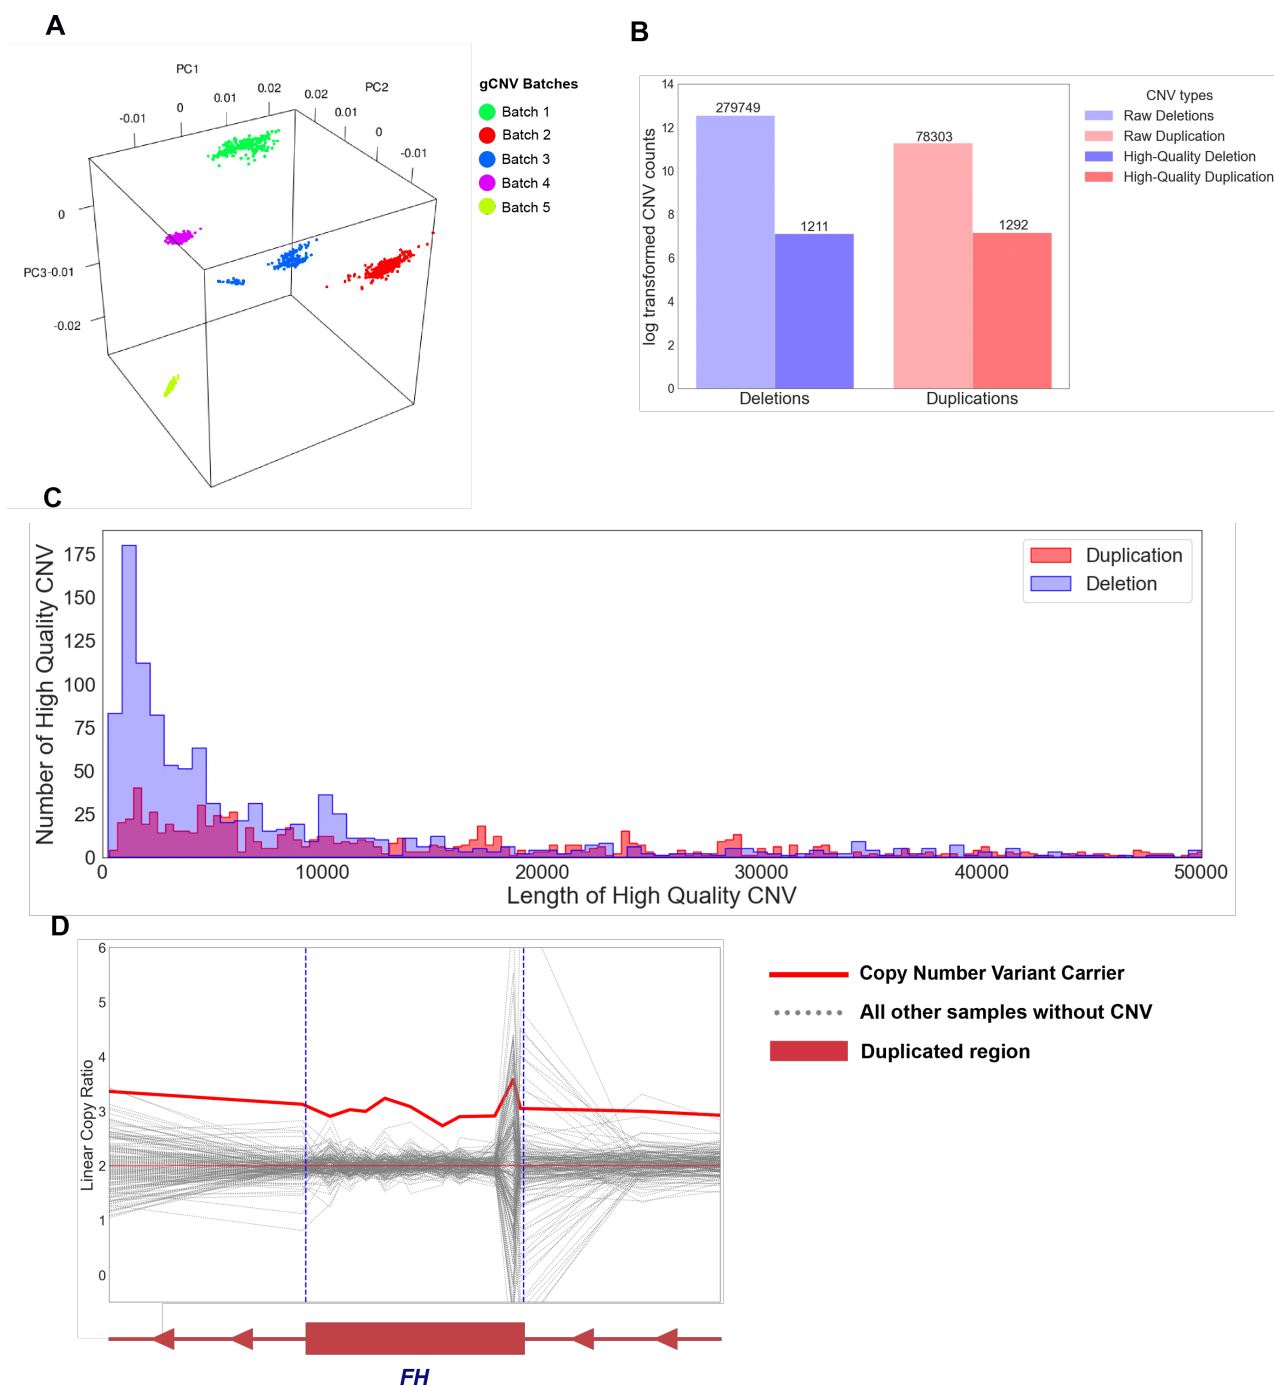 A
PC1
PC2
-0.01
0
0.01
0.02
0.02
0.01
0
-0.01
0
PC3-0.01
-0.02
gCNV Batches
Batch 1
Batch 2
Batch 3
Batch 4
Batch 5
B
log transformed CNV counts
14
12
10
8
6
4
2
0
279749
1211
78303
1292
Deletions
Duplications
CNV types
Raw Deletions
Raw Duplication
High-Quality Deletion
High-Quality Duplication
C
Number of High Quality CNV
175
150
125
100
75
50
25
0
0
10000
20000
30000
40000
50000
Length of High Quality CNV
Duplication
Deletion
D
Linear Copy Ratio
6
5
4
3
2
1
0
Copy Number Variant Carrier
All other samples without CNV
Duplicated region
FH